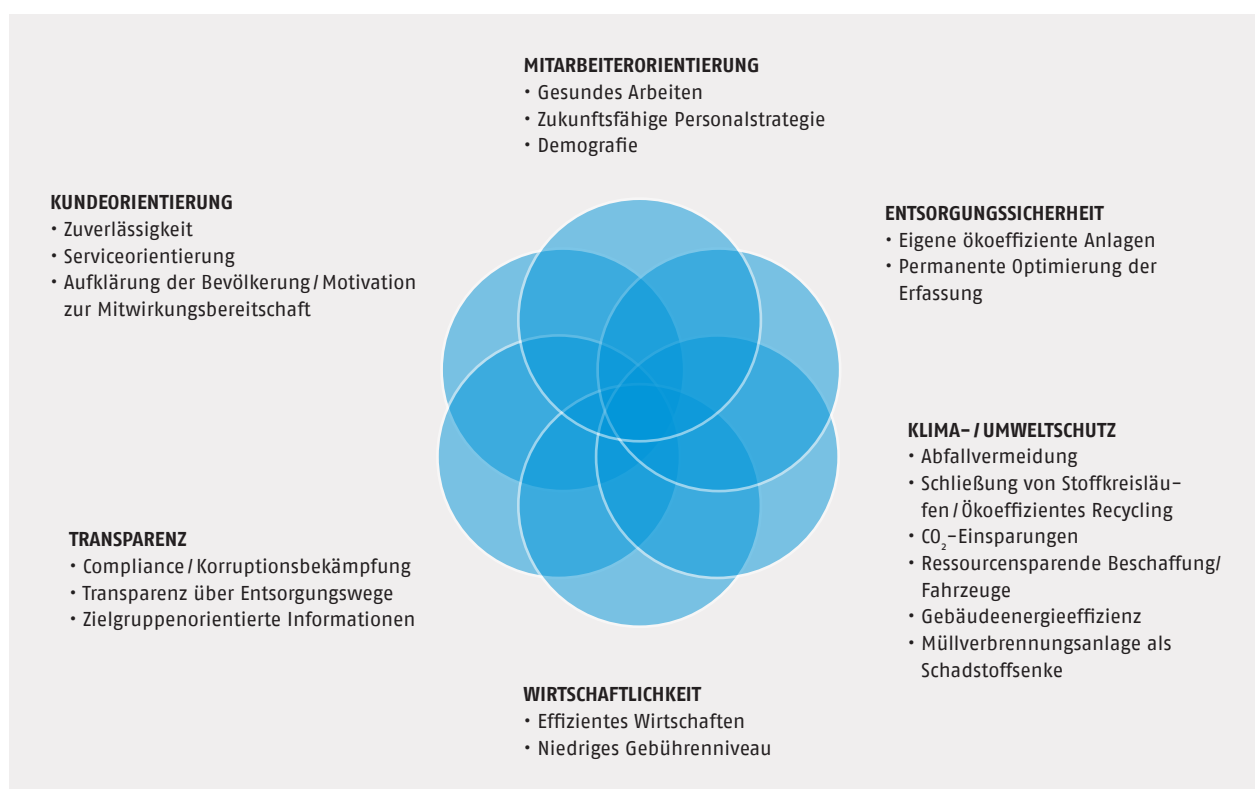 MITARBEITERORIENTIERUNG
• Gesundes Arbeiten
• Zukunftsfähige Personalstrategie
• Demografie
KUNDEORIENTIERUNG
• Zuverlässigkeit
• Serviceorientierung
• Aufklärung der Bevölkerung / Motivation
zur Mitwirkungsbereitschaft
ENTSORGUNGSSICHERHEIT
• Eigene ökoeffiziente Anlagen
• Permanente Optimierung der
Erfassung
KLIMA- / UMWELTSCHUTZ
• Abfallvermeidung
• Schließung von Stoffkreisläu-
fen / Ökoeffizientes Recycling
• CO₂-Einsparungen
• Ressourcensparende Beschaffung/
Fahrzeuge
• Gebäudeenergieeffizienz
• Müllverbrennungsanlage als
Schadstoffsenke
TRANSPARENZ
• Compliance / Korruptionsbekämpfung
• Transparenz über Entsorgungswege
• Zielgruppenorientierte Informationen
WIRTSCHAFTLICHKEIT
• Effizientes Wirtschaften
• Niedriges Gebührenniveau